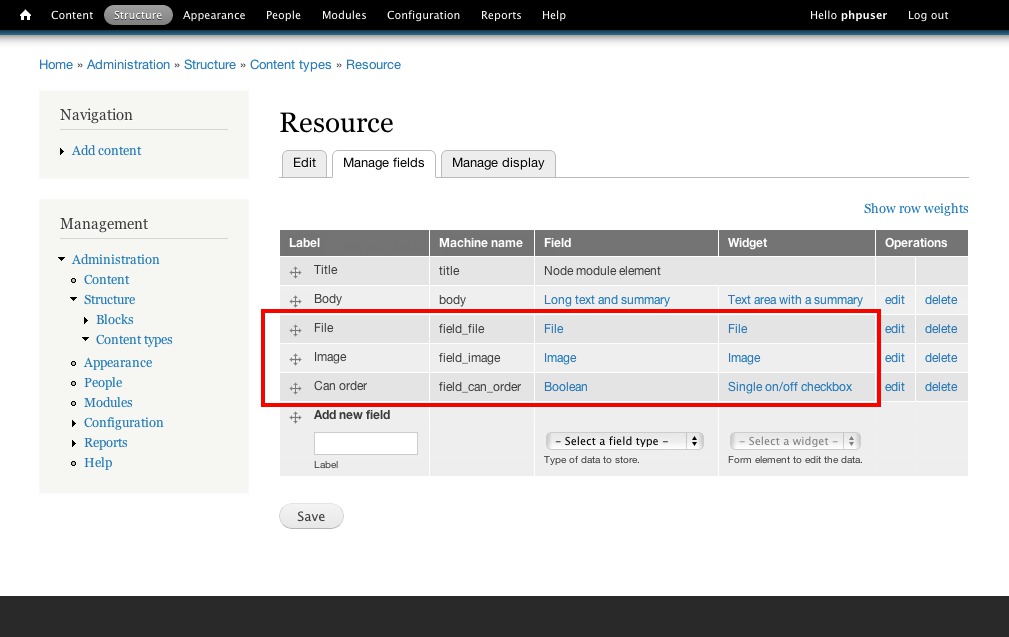 Content Structure Appearance People Modules Configuration Reports Help Hello phpuser Log out
Home » Administration » Structure » Content types » Resource
Navigation
Add content
Management
Administration
Content
Structure
Blocks
Content types
Appearance
People
Modules
Configuration
Reports
Help
Resource
Edit Manage fields Manage display
Show row weights
Label Machine name Field Widget Operations
Title title Node module element
Body body Long text and summary Text area with a summary edit delete
File field_file File File edit delete
Image field_image Image Image edit delete
Can order field_can_order Boolean Single on/off checkbox edit delete
Add new field
– Select a field type – – Select a widget –
Label Type of data to store. Form element to edit the data.
Save